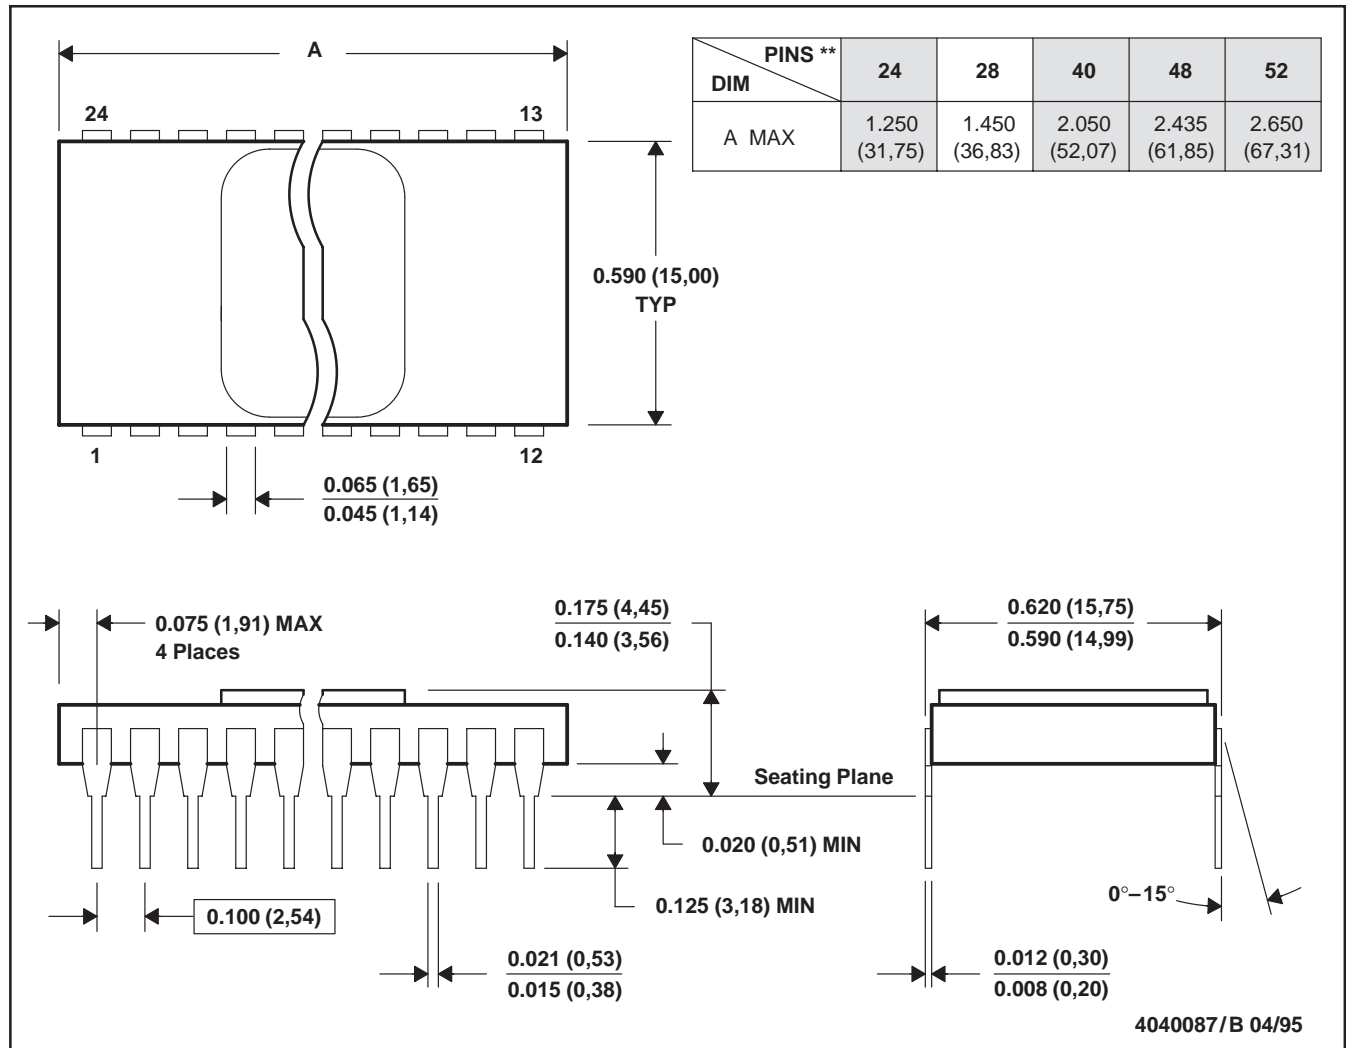 A
24
13
1
12
0.590 (15,00)
TYP
0.065 (1,65)
0.045 (1,14)
PINS **
DIM
24 28 40 48 52
A MAX
1.250 1.450 2.050 2.435 2.650
(31,75) (36,83) (52,07) (61,85) (67,31)
0.075 (1,91) MAX
4 Places
0.175 (4,45)
0.140 (3,56)
0.620 (15,75)
0.590 (14,99)
Seating Plane
0.020 (0,51) MIN
0.125 (3,18) MIN
0.100 (2,54)
0.021 (0,53)
0.015 (0,38)
0°–15°
0.012 (0,30)
0.008 (0,20)
4040087/B 04/95